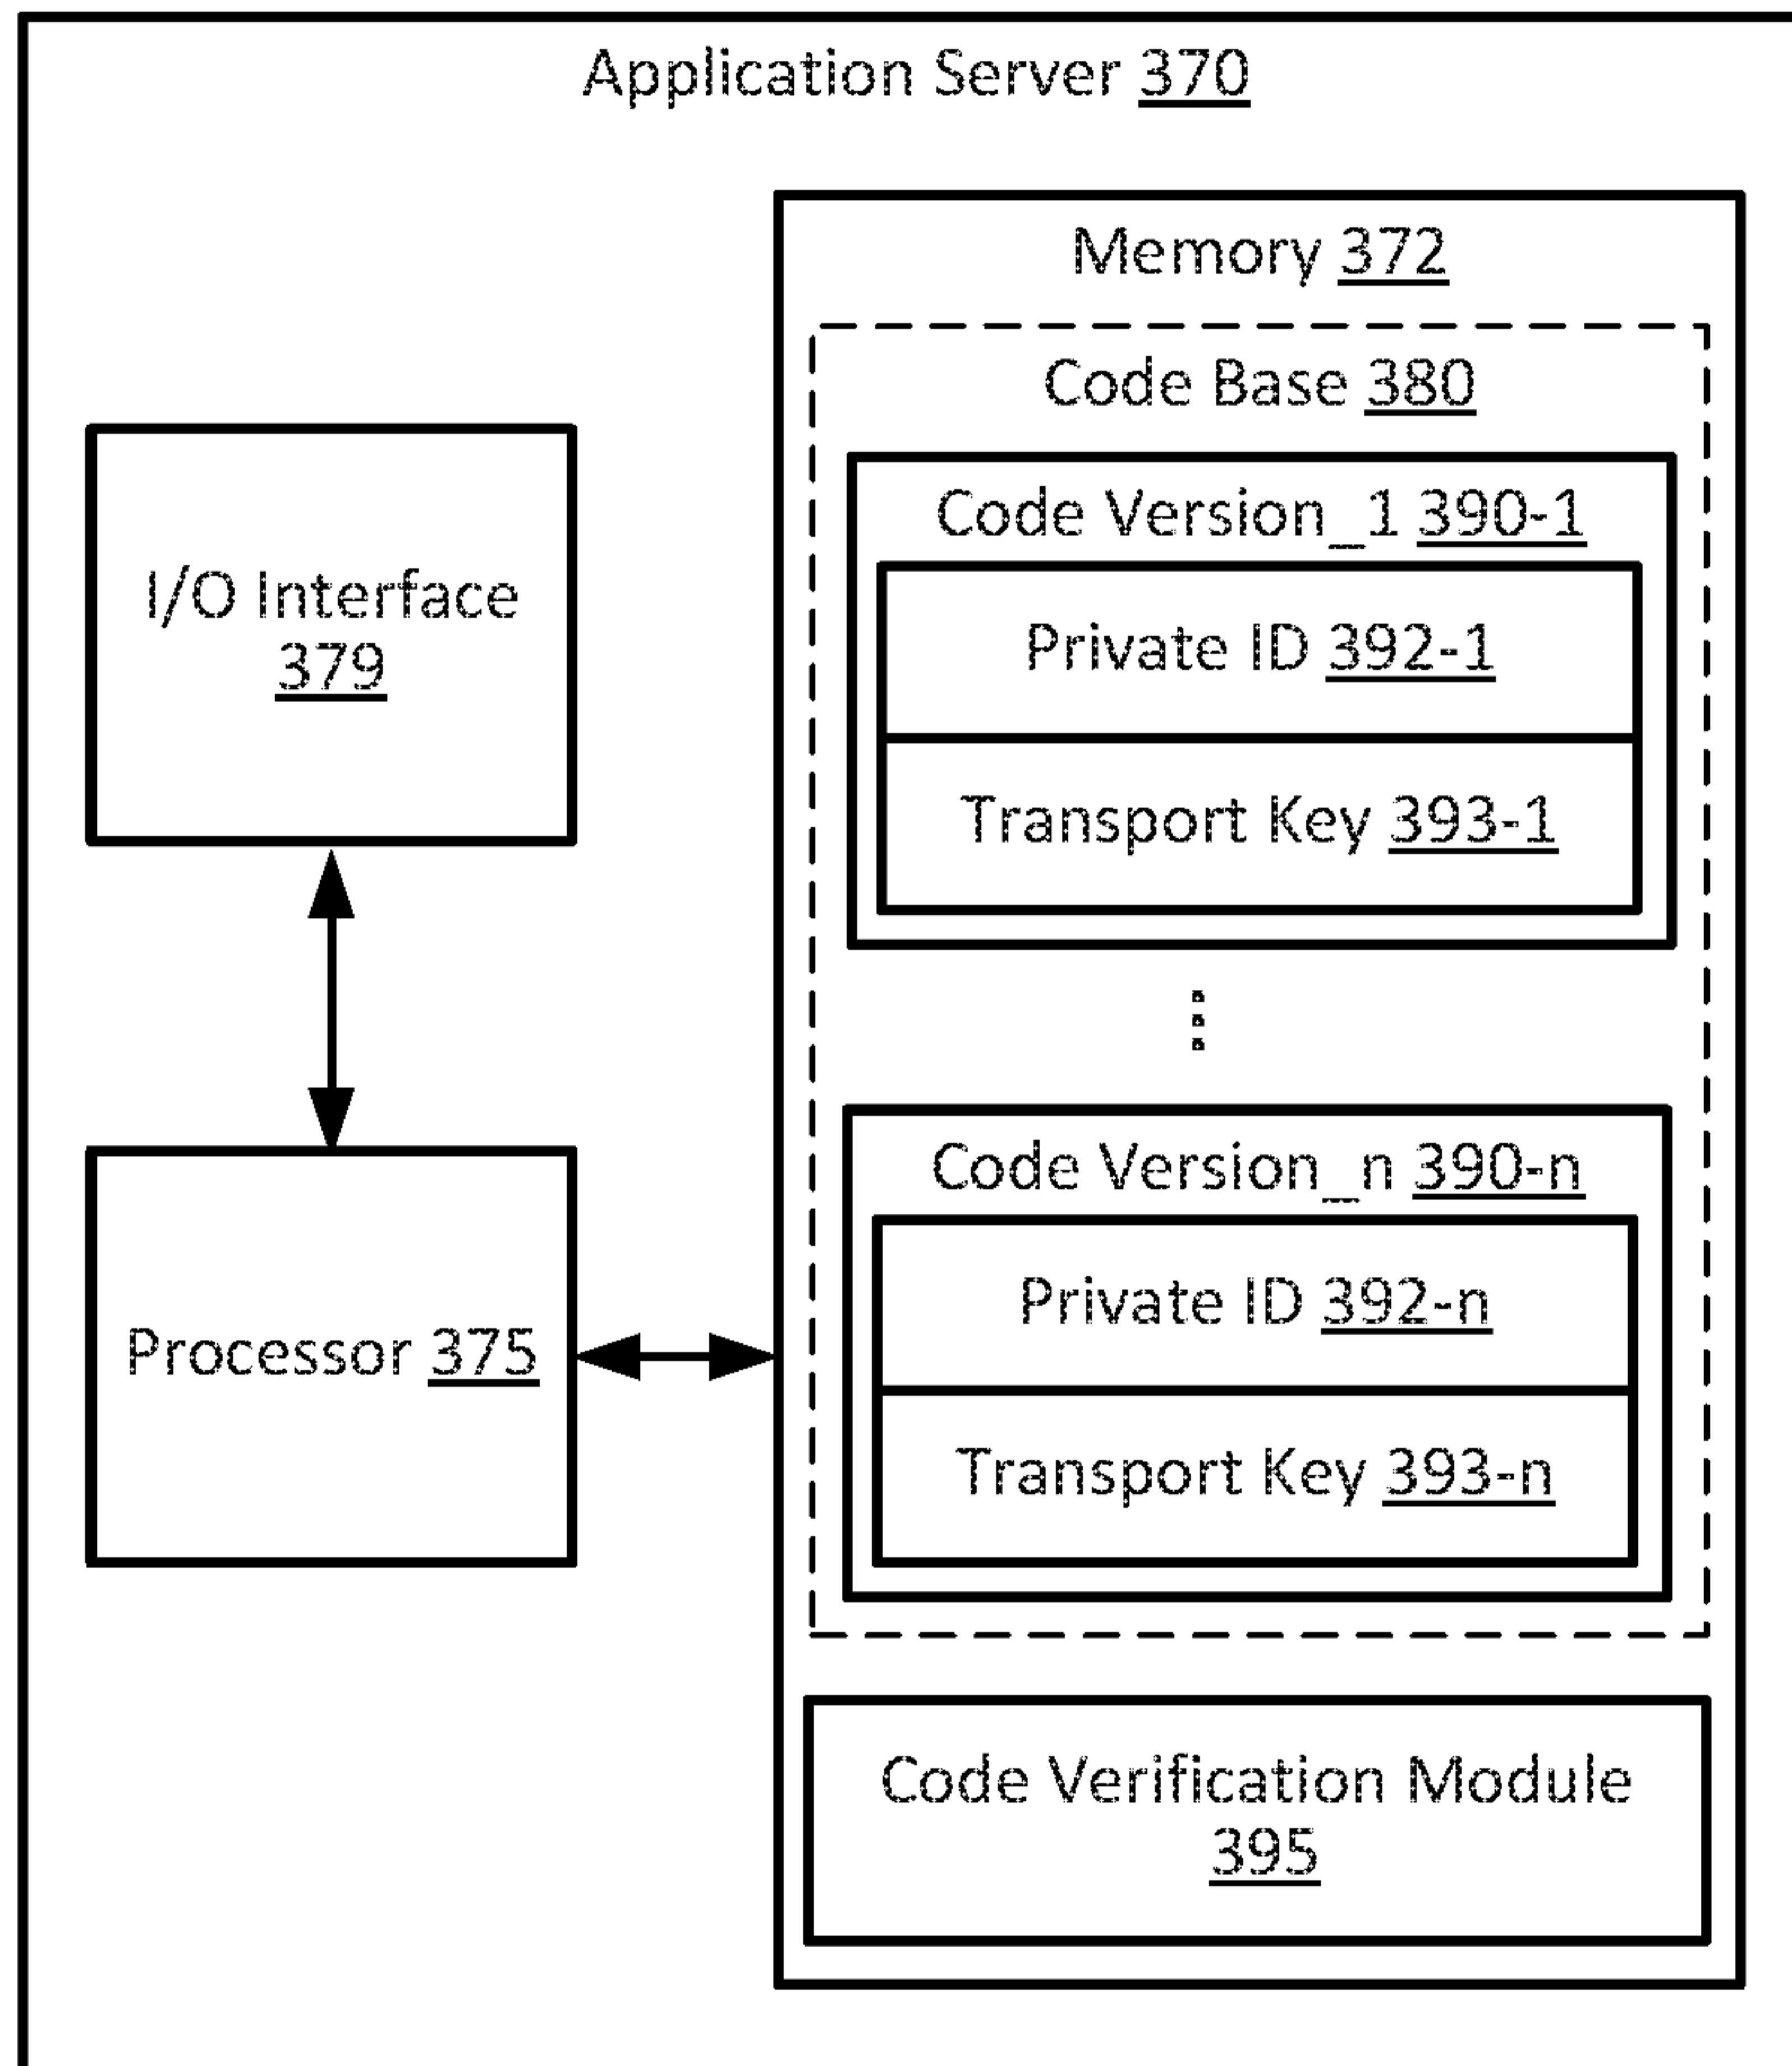 Application Server 370
Memory 372
Code Base 380
Code Version_1 390-1
Private ID 392-1
Transport Key 393-1
I/O Interface
379
Code Version_n 390-n
Private ID 392-n
Transport Key 393-n
Processor 375
Code Verification Module
395